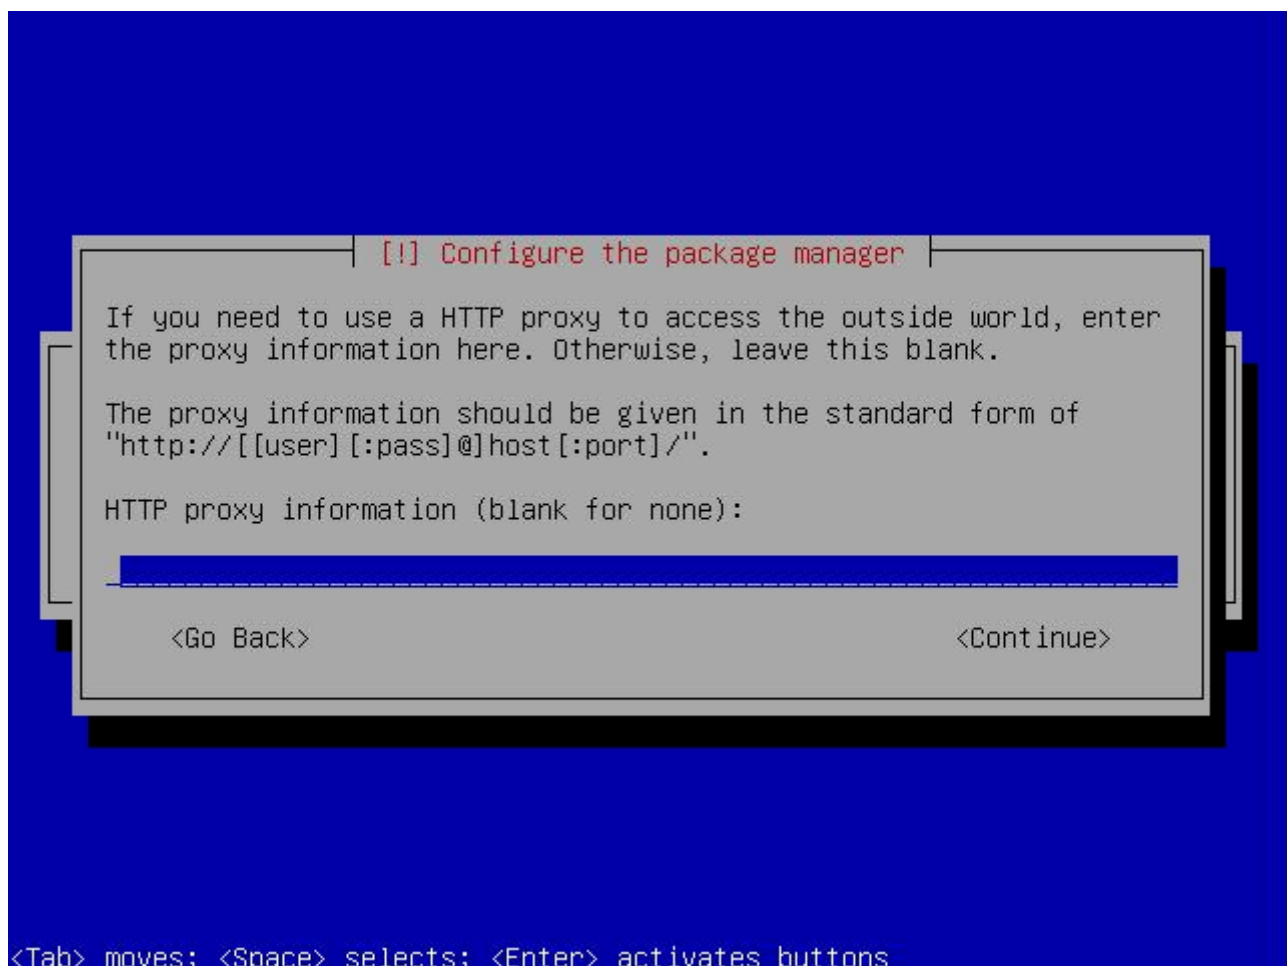 [!] Configure the package manager
If you need to use a HTTP proxy to access the outside world, enter
the proxy information here. Otherwise, leave this blank.
The proxy information should be given in the standard form of
"http://[[user][:pass]@]host[:port]/".
HTTP proxy information (blank for none):
<Go Back> <Continue>
<Tab> moves; <Space> selects; <Enter> activates buttons